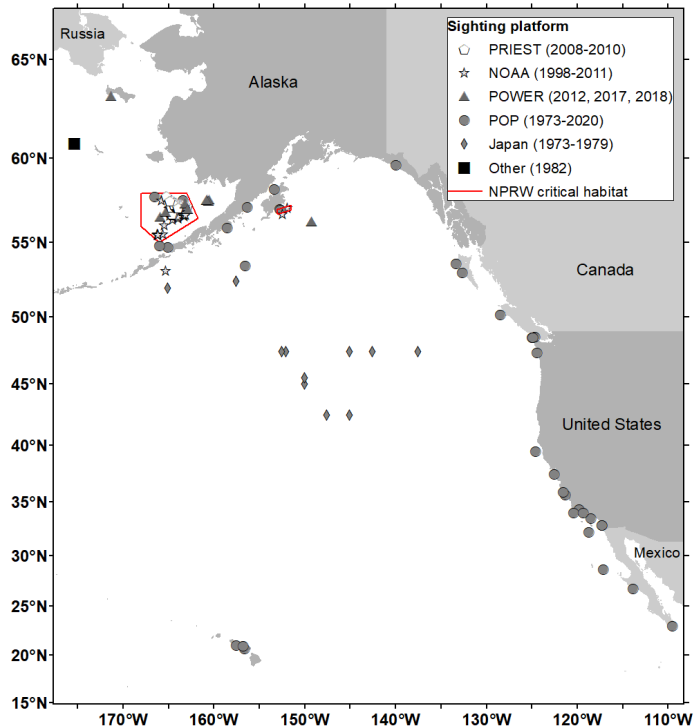 Sighting platform
PRIEST (2008-2010)
NOAA (1998-2011)
POWER (2012, 2017, 2018)
POP (1973-2020)
Japan (1973-1979)
Other (1982)
NPRW critical habitat
Russia
Alaska
Canada
United States
Mexico
65°N
60°N
55°N
50°N
45°N
40°N
35°N
30°N
25°N
20°N
15°N
170°W
160°W
150°W
140°W
130°W
120°W
110°W